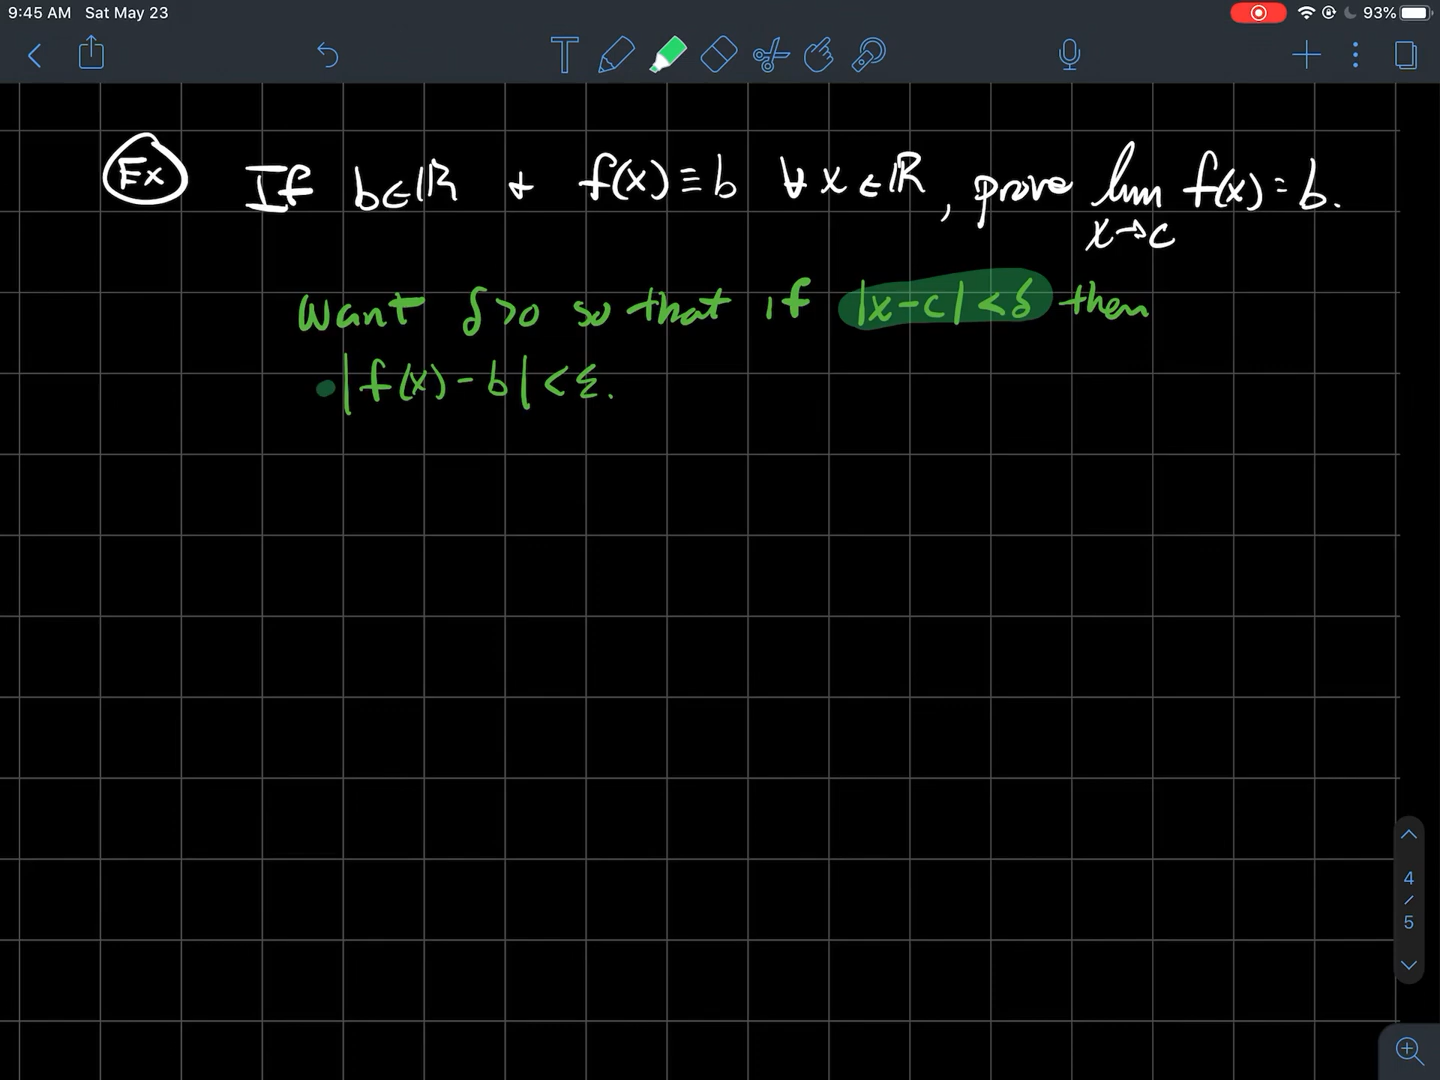 9:45 AM Sat May 23
93%
Ex If b∈ℝ + f(x)≡b ∀x∈ℝ, prove lim f(x)=b.
x→c
Want δ>0 so that if |x-c|<δ then
|f(x)-b|<ε.
4
/
5